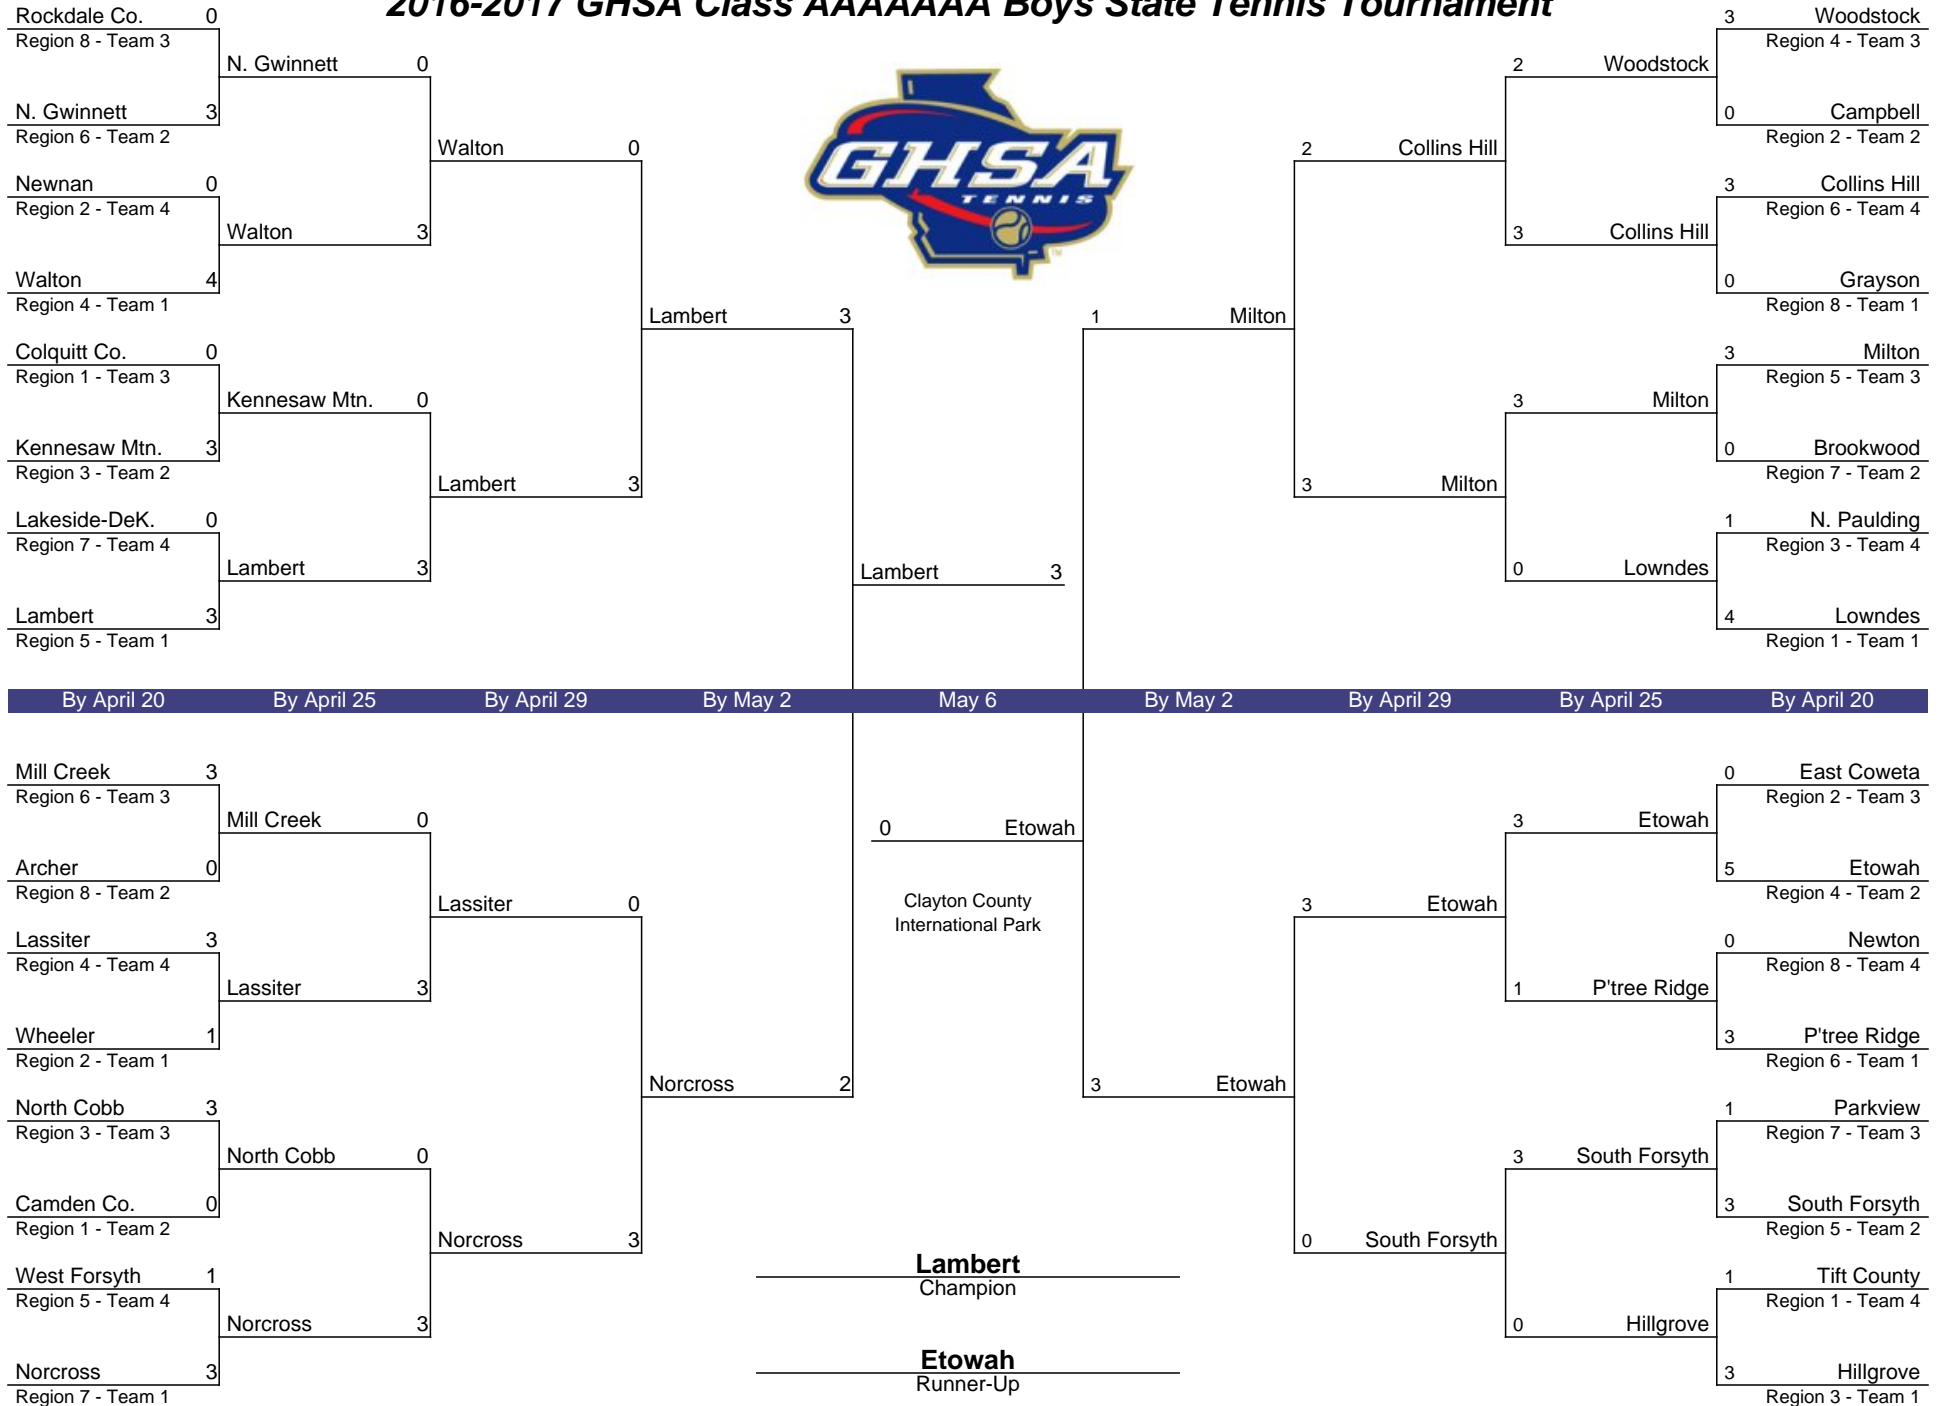 2016-2017 GHSA Class AAAAAAA Boys State Tennis Tournament
Rockdale Co. 0
Region 8 - Team 3
N. Gwinnett 0
N. Gwinnett 3
Region 6 - Team 2
Walton 0
Newnan 0
Region 2 - Team 4
Walton 3
Walton 4
Region 4 - Team 1
Lambert 3
Colquitt Co. 0
Region 1 - Team 3
Kennesaw Mtn. 0
Kennesaw Mtn. 3
Region 3 - Team 2
Lambert 3
Lakeside-DeK. 0
Region 7 - Team 4
Lambert 3
Lambert 3
Region 5 - Team 1
GHSA
TENNIS
TM
Lambert 3
3 Woodstock
Region 4 - Team 3
2 Woodstock
0 Campbell
Region 2 - Team 2
2 Collins Hill
3 Collins Hill
Region 6 - Team 4
3 Collins Hill
0 Grayson
Region 8 - Team 1
1 Milton
3 Milton
Region 5 - Team 3
3 Milton
0 Brookwood
Region 7 - Team 2
3 Milton
1 N. Paulding
Region 3 - Team 4
0 Lowndes
4 Lowndes
Region 1 - Team 1
By April 20 By April 25 By April 29 By May 2 May 6 By May 2 By April 29 By April 25 By April 20
Mill Creek 3
Region 6 - Team 3
Mill Creek 0
Archer 0
Region 8 - Team 2
Lassiter 0
Lassiter 3
Region 4 - Team 4
Lassiter 3
Wheeler 1
Region 2 - Team 1
Norcross 2
North Cobb 3
Region 3 - Team 3
North Cobb 0
Camden Co. 0
Region 1 - Team 2
Norcross 3
West Forsyth 1
Region 5 - Team 4
Norcross 3
Norcross 3
Region 7 - Team 1
0 Etowah
Clayton County
International Park
Lambert
Champion
Etowah
Runner-Up
0 East Coweta
Region 2 - Team 3
3 Etowah
5 Etowah
Region 4 - Team 2
3 Etowah
0 Newton
Region 8 - Team 4
1 P'tree Ridge
3 P'tree Ridge
Region 6 - Team 1
3 Etowah
1 Parkview
Region 7 - Team 3
3 South Forsyth
3 South Forsyth
Region 5 - Team 2
0 South Forsyth
1 Tift County
Region 1 - Team 4
0 Hillgrove
3 Hillgrove
Region 3 - Team 1